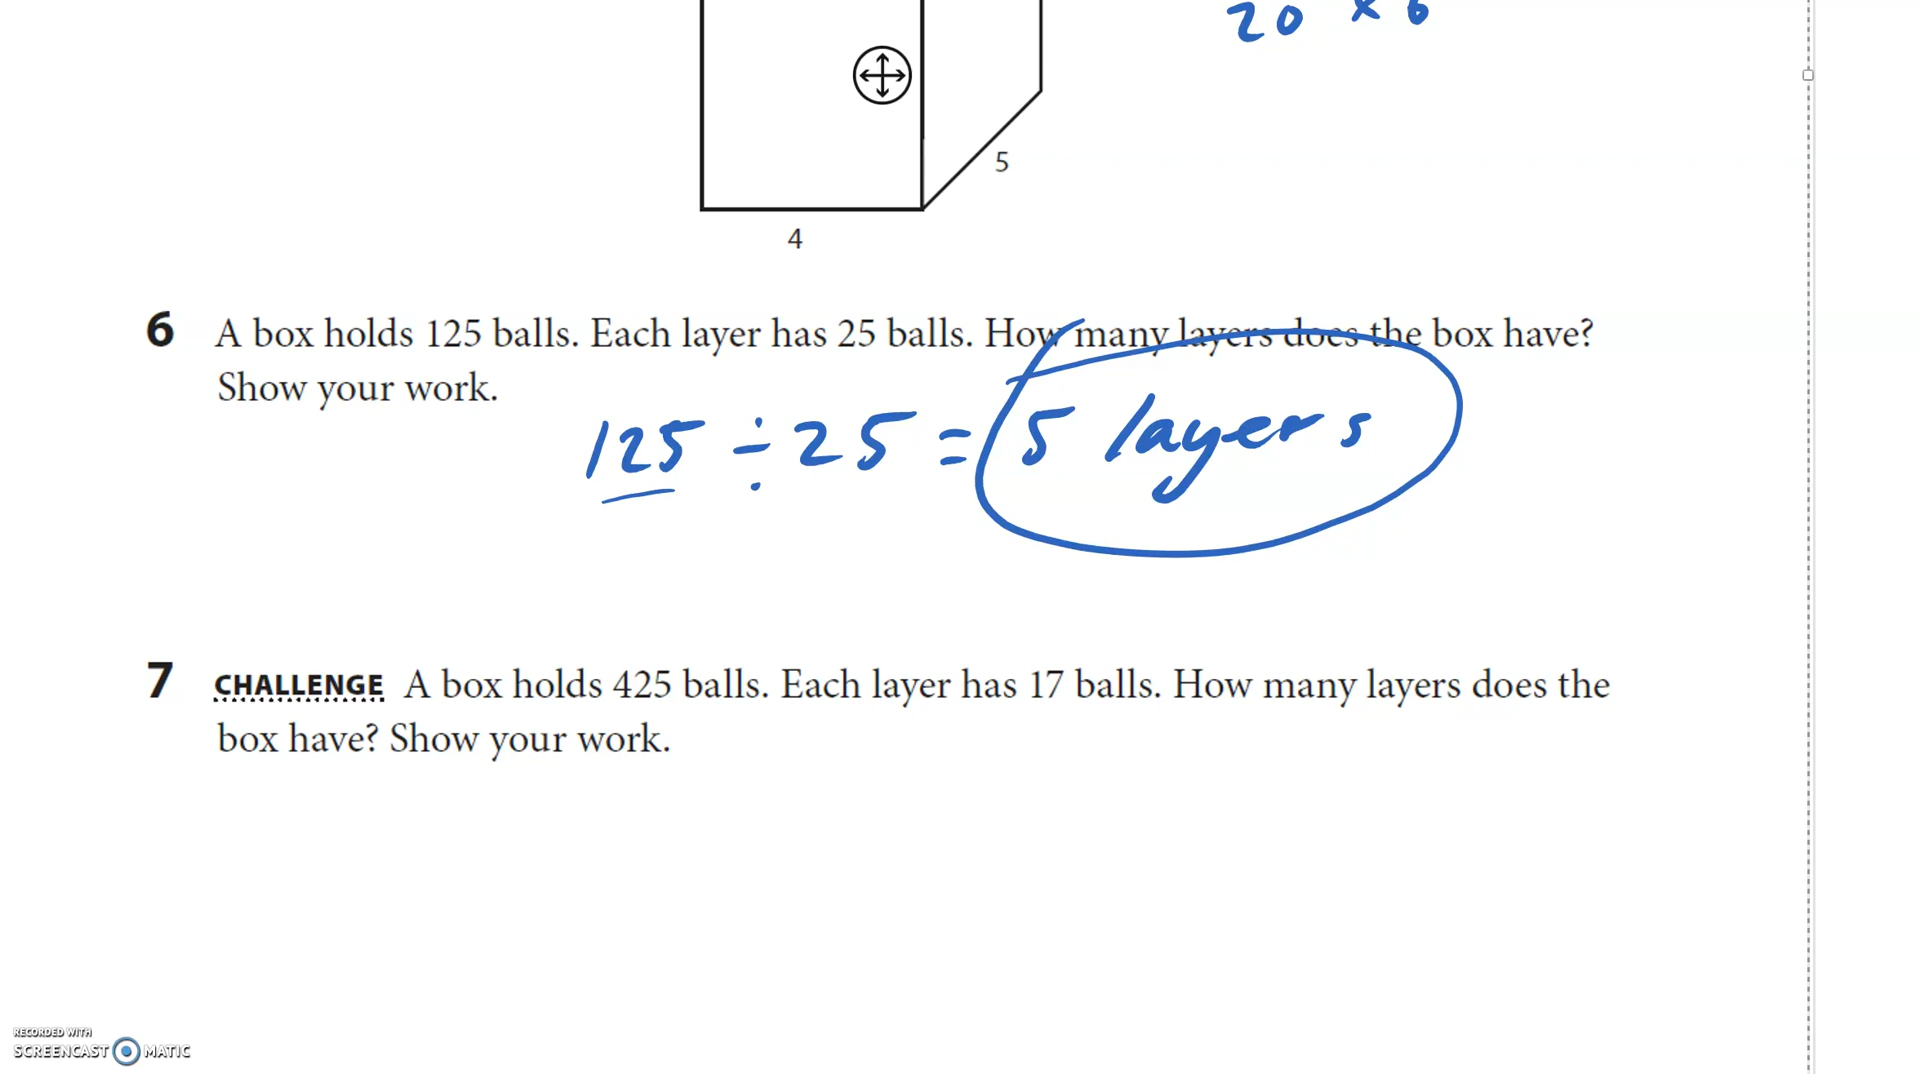 20 × 6
5
4
6 A box holds 125 balls. Each layer has 25 balls. How many layers does the box have?
Show your work.
125 ÷ 25 = 5 layers
7 CHALLENGE A box holds 425 balls. Each layer has 17 balls. How many layers does the
box have? Show your work.
RECORDED WITH
SCREENCAST MATIC